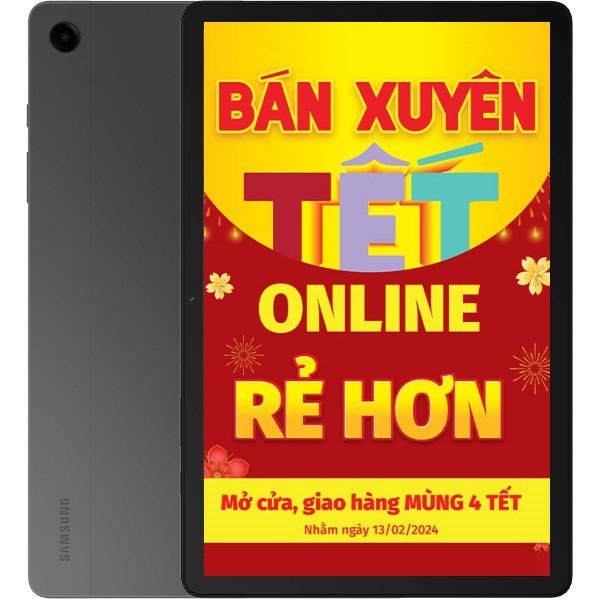 BÁN XUYÊN
TẾT
ONLINE
RẺ HƠN
Mở cửa, giao hàng MÙNG 4 TẾT
Nhằm ngày 13/02/2024
SAMSUNG